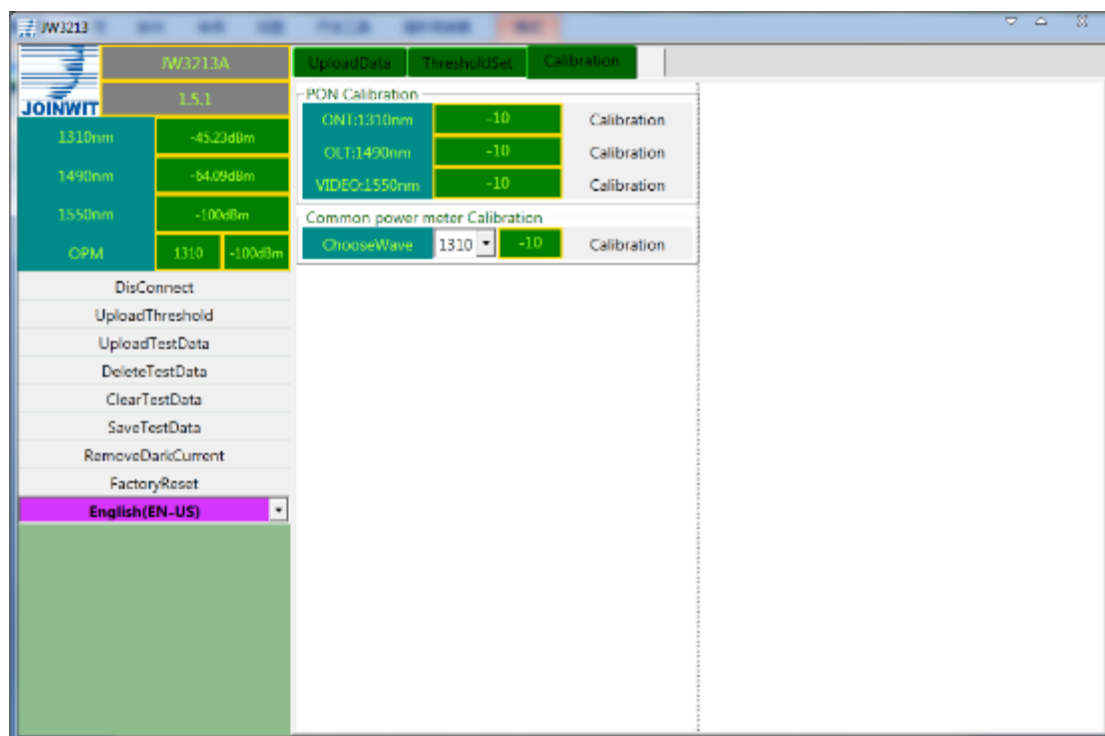 JW3213
JOINWIT
JW3213A
1.5.1
1310nm -45.23dBm
1490nm -64.09dBm
1550nm -100dBm
OPM 1310 -100dBm
DisConnect
UploadThreshold
UploadTestData
DeleteTestData
ClearTestData
SaveTestData
RemoveDarkCurrent
FactoryReset
English(EN-US)
UploadData ThresholdSet Calibration
PON Calibration
ONT:1310nm -10 Calibration
OLT:1490nm -10 Calibration
VIDEO:1550nm -10 Calibration
Common power meter Calibration
ChooseWave 1310 -10 Calibration